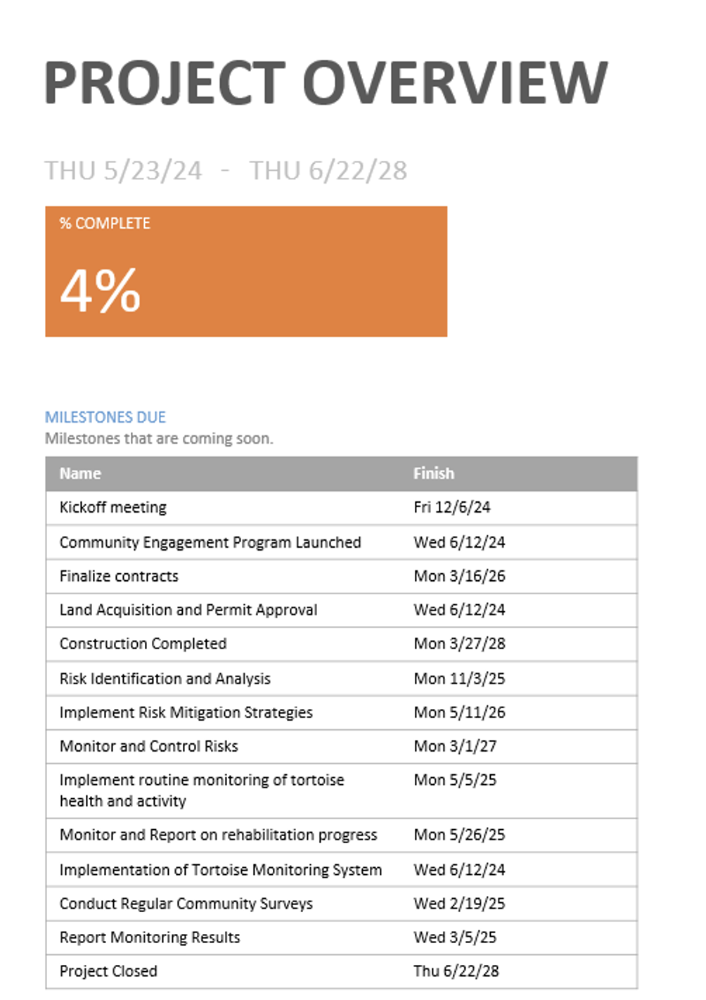 PROJECT OVERVIEW
THU 5/23/24 - THU 6/22/28
% COMPLETE
4%
MILESTONES DUE
Milestones that are coming soon.
Name Finish
Kickoff meeting Fri 12/6/24
Community Engagement Program Launched Wed 6/12/24
Finalize contracts Mon 3/16/26
Land Acquisition and Permit Approval Wed 6/12/24
Construction Completed Mon 3/27/28
Risk Identification and Analysis Mon 11/3/25
Implement Risk Mitigation Strategies Mon 5/11/26
Monitor and Control Risks Mon 3/1/27
Implement routine monitoring of tortoise Mon 5/5/25
health and activity
Monitor and Report on rehabilitation progress Mon 5/26/25
Implementation of Tortoise Monitoring System Wed 6/12/24
Conduct Regular Community Surveys Wed 2/19/25
Report Monitoring Results Wed 3/5/25
Project Closed Thu 6/22/28